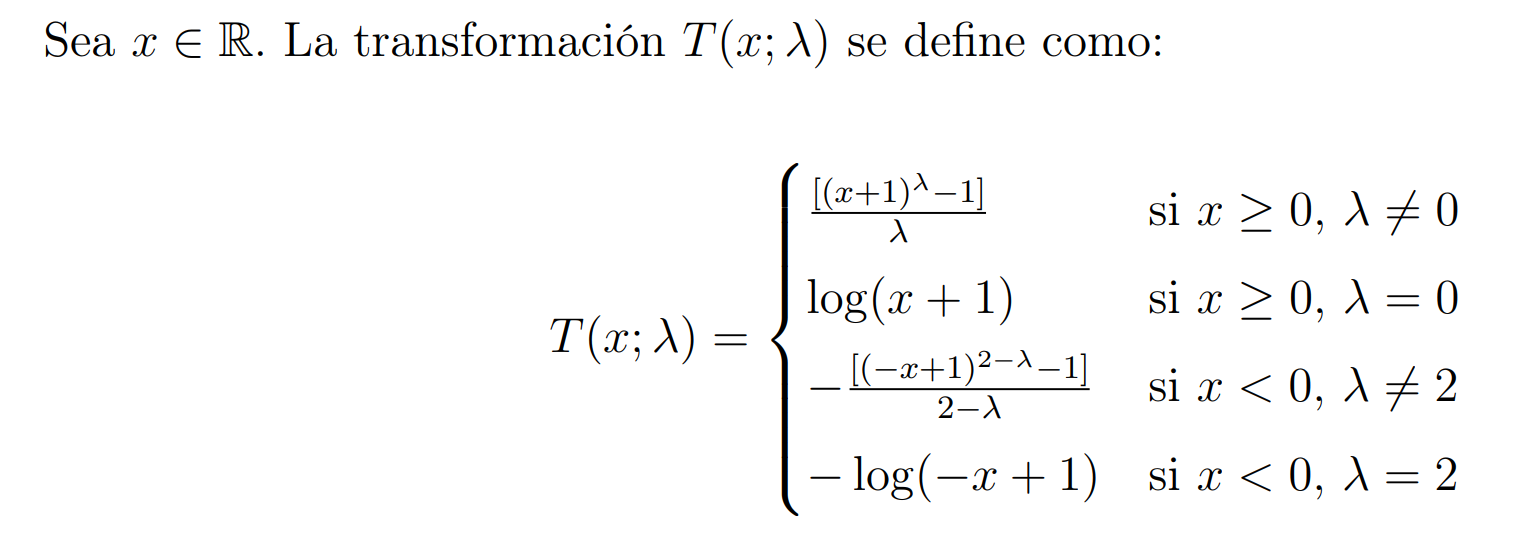 Sea x ∈ ℝ. La transformación T(x; λ) se define como:
T(x; λ) = { [(x+1)^λ−1] / λ si x ≥ 0, λ ≠ 0
log(x + 1) si x ≥ 0, λ = 0
− [(−x+1)^{2−λ}−1] / 2−λ si x < 0, λ ≠ 2
− log(−x + 1) si x < 0, λ = 2